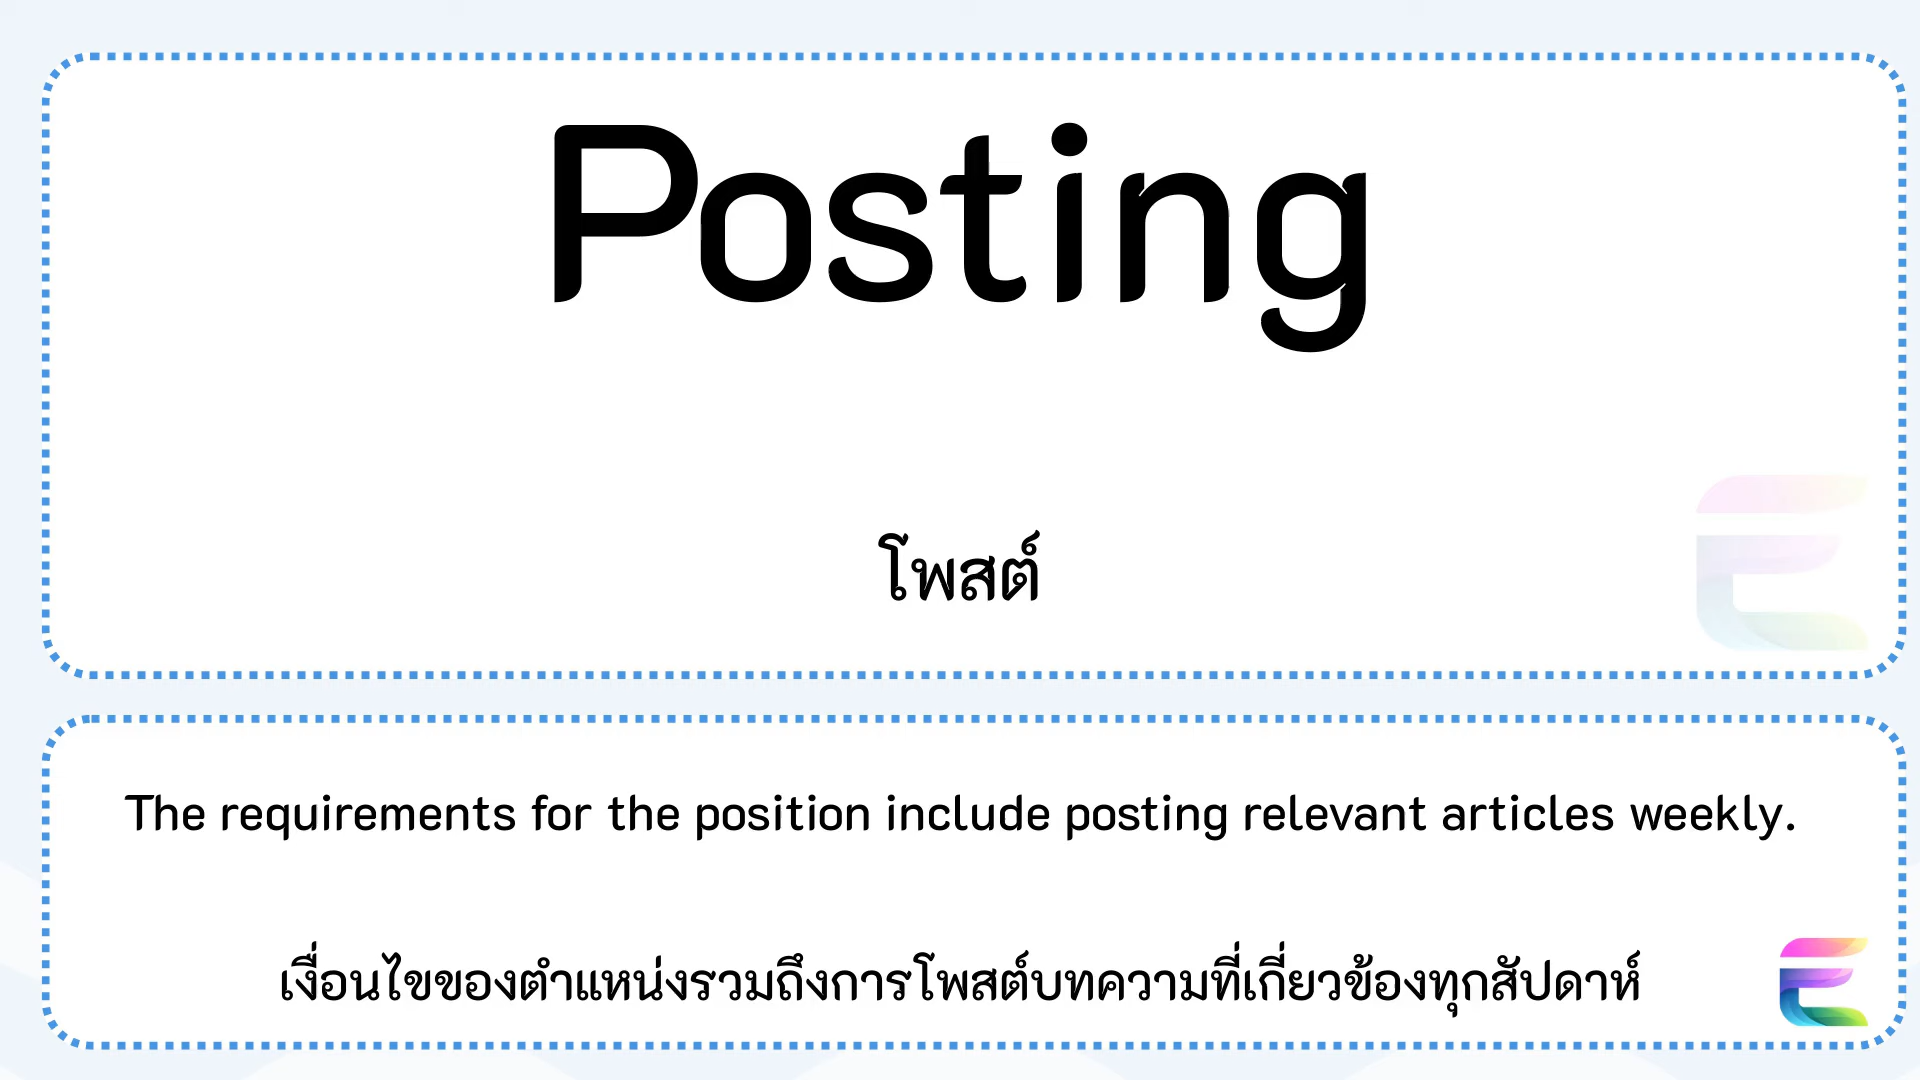 Posting
โพสต์
The requirements for the position include posting relevant articles weekly.
เงื่อนไขของตำแหน่งรวมถึงการโพสต์บทความที่เกี่ยวข้องทุกสัปดาห์